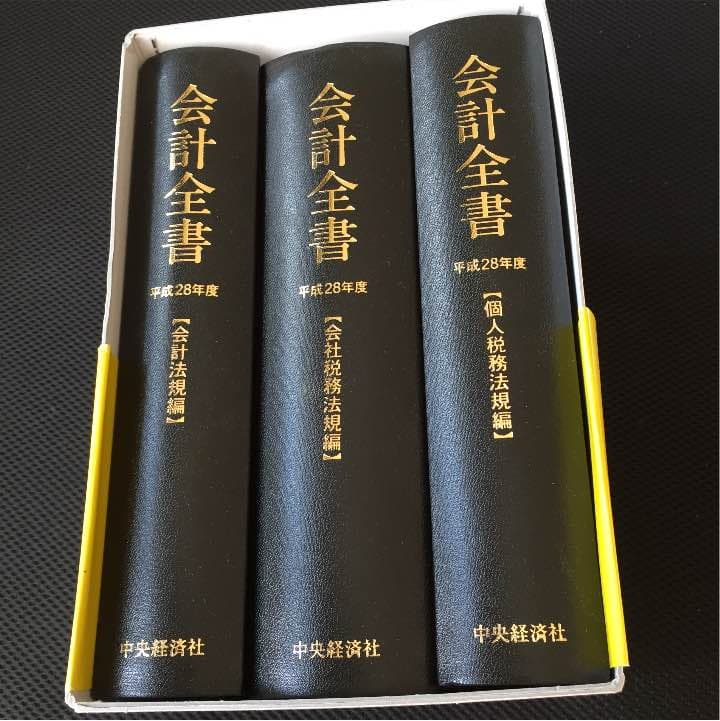 会計全書
平成28年度
【会計法規編】
中央経済社
会計全書
平成28年度
【会社税務法規編】
中央経済社
会計全書
平成28年度
【個人税務法規編】
中央経済社